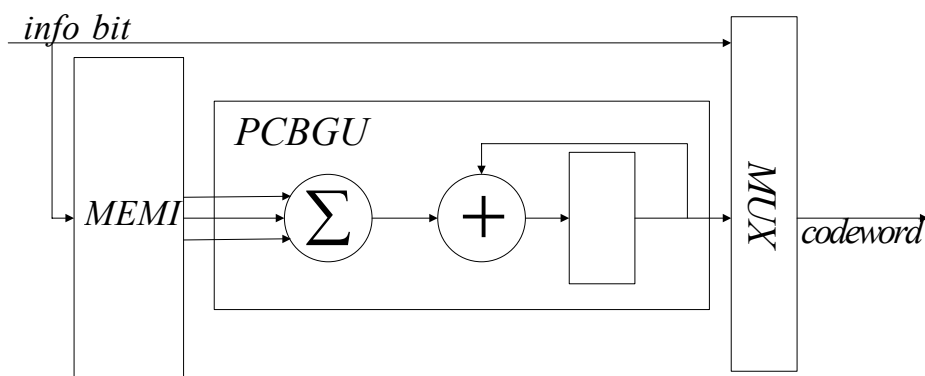 info bit
PCBGU
MEMI
Σ
+
MUX
codeword